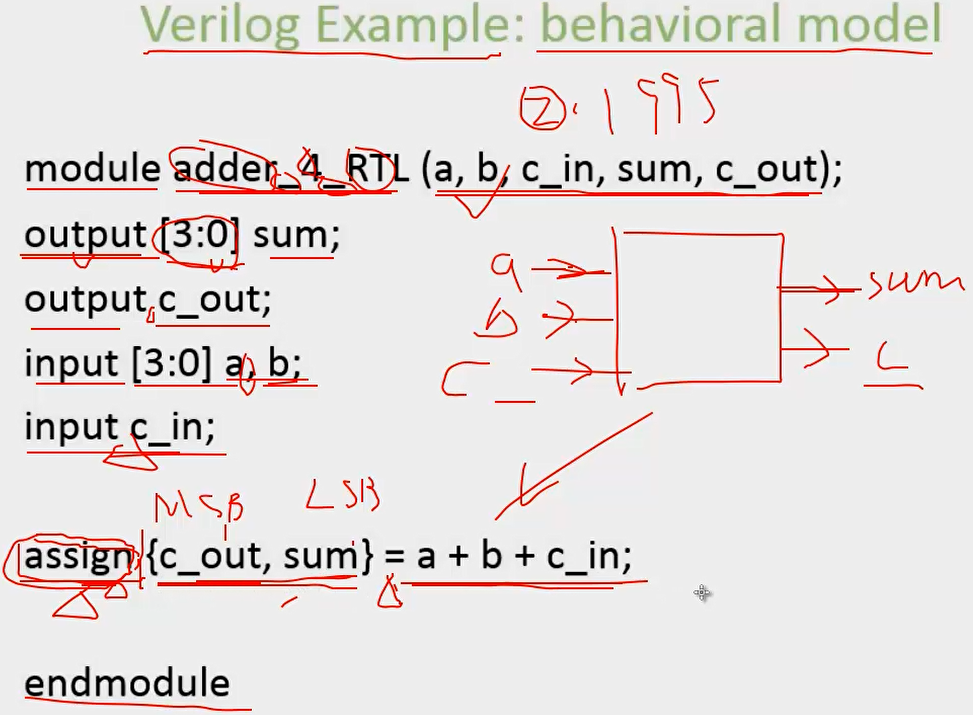 Verilog Example: behavioral model
②. 1995
module adder_4_RTL (a, b, c_in, sum, c_out);
output [3:0] sum;
output c_out;
input [3:0] a, b;
input c_in;
a
b
C _
sum
C
MSB LSB
assign {c_out, sum} = a + b + c_in;
endmodule